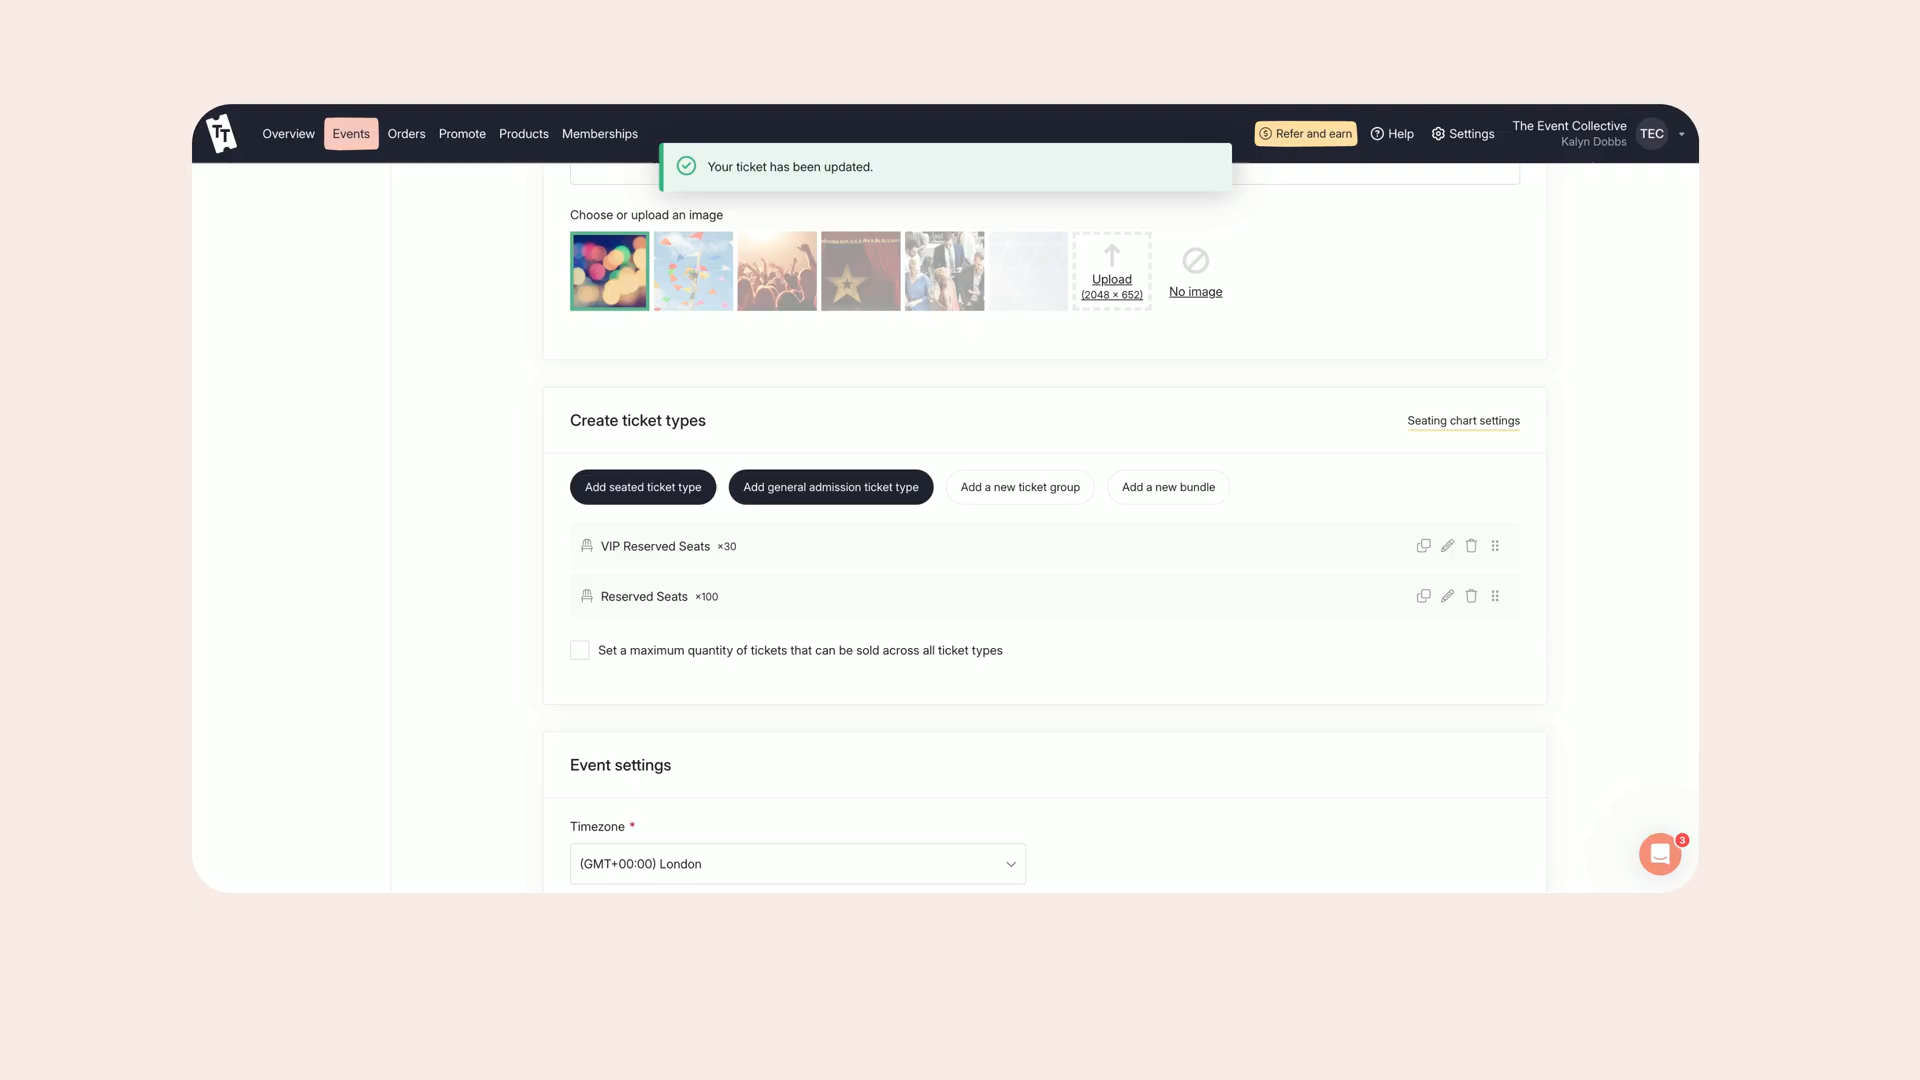 TT
Overview
Events
Orders
Promote
Products
Memberships
Refer and earn
Help
Settings
The Event Collective
Kalyn Dobbs
TEC
Your ticket has been updated.
Choose or upload an image
Upload
(2048 × 652)
No image
Create ticket types
Seating chart settings
Add seated ticket type
Add general admission ticket type
Add a new ticket group
Add a new bundle
VIP Reserved Seats ×30
Reserved Seats ×100
Set a maximum quantity of tickets that can be sold across all ticket types
Event settings
Timezone *
(GMT+00:00) London
3